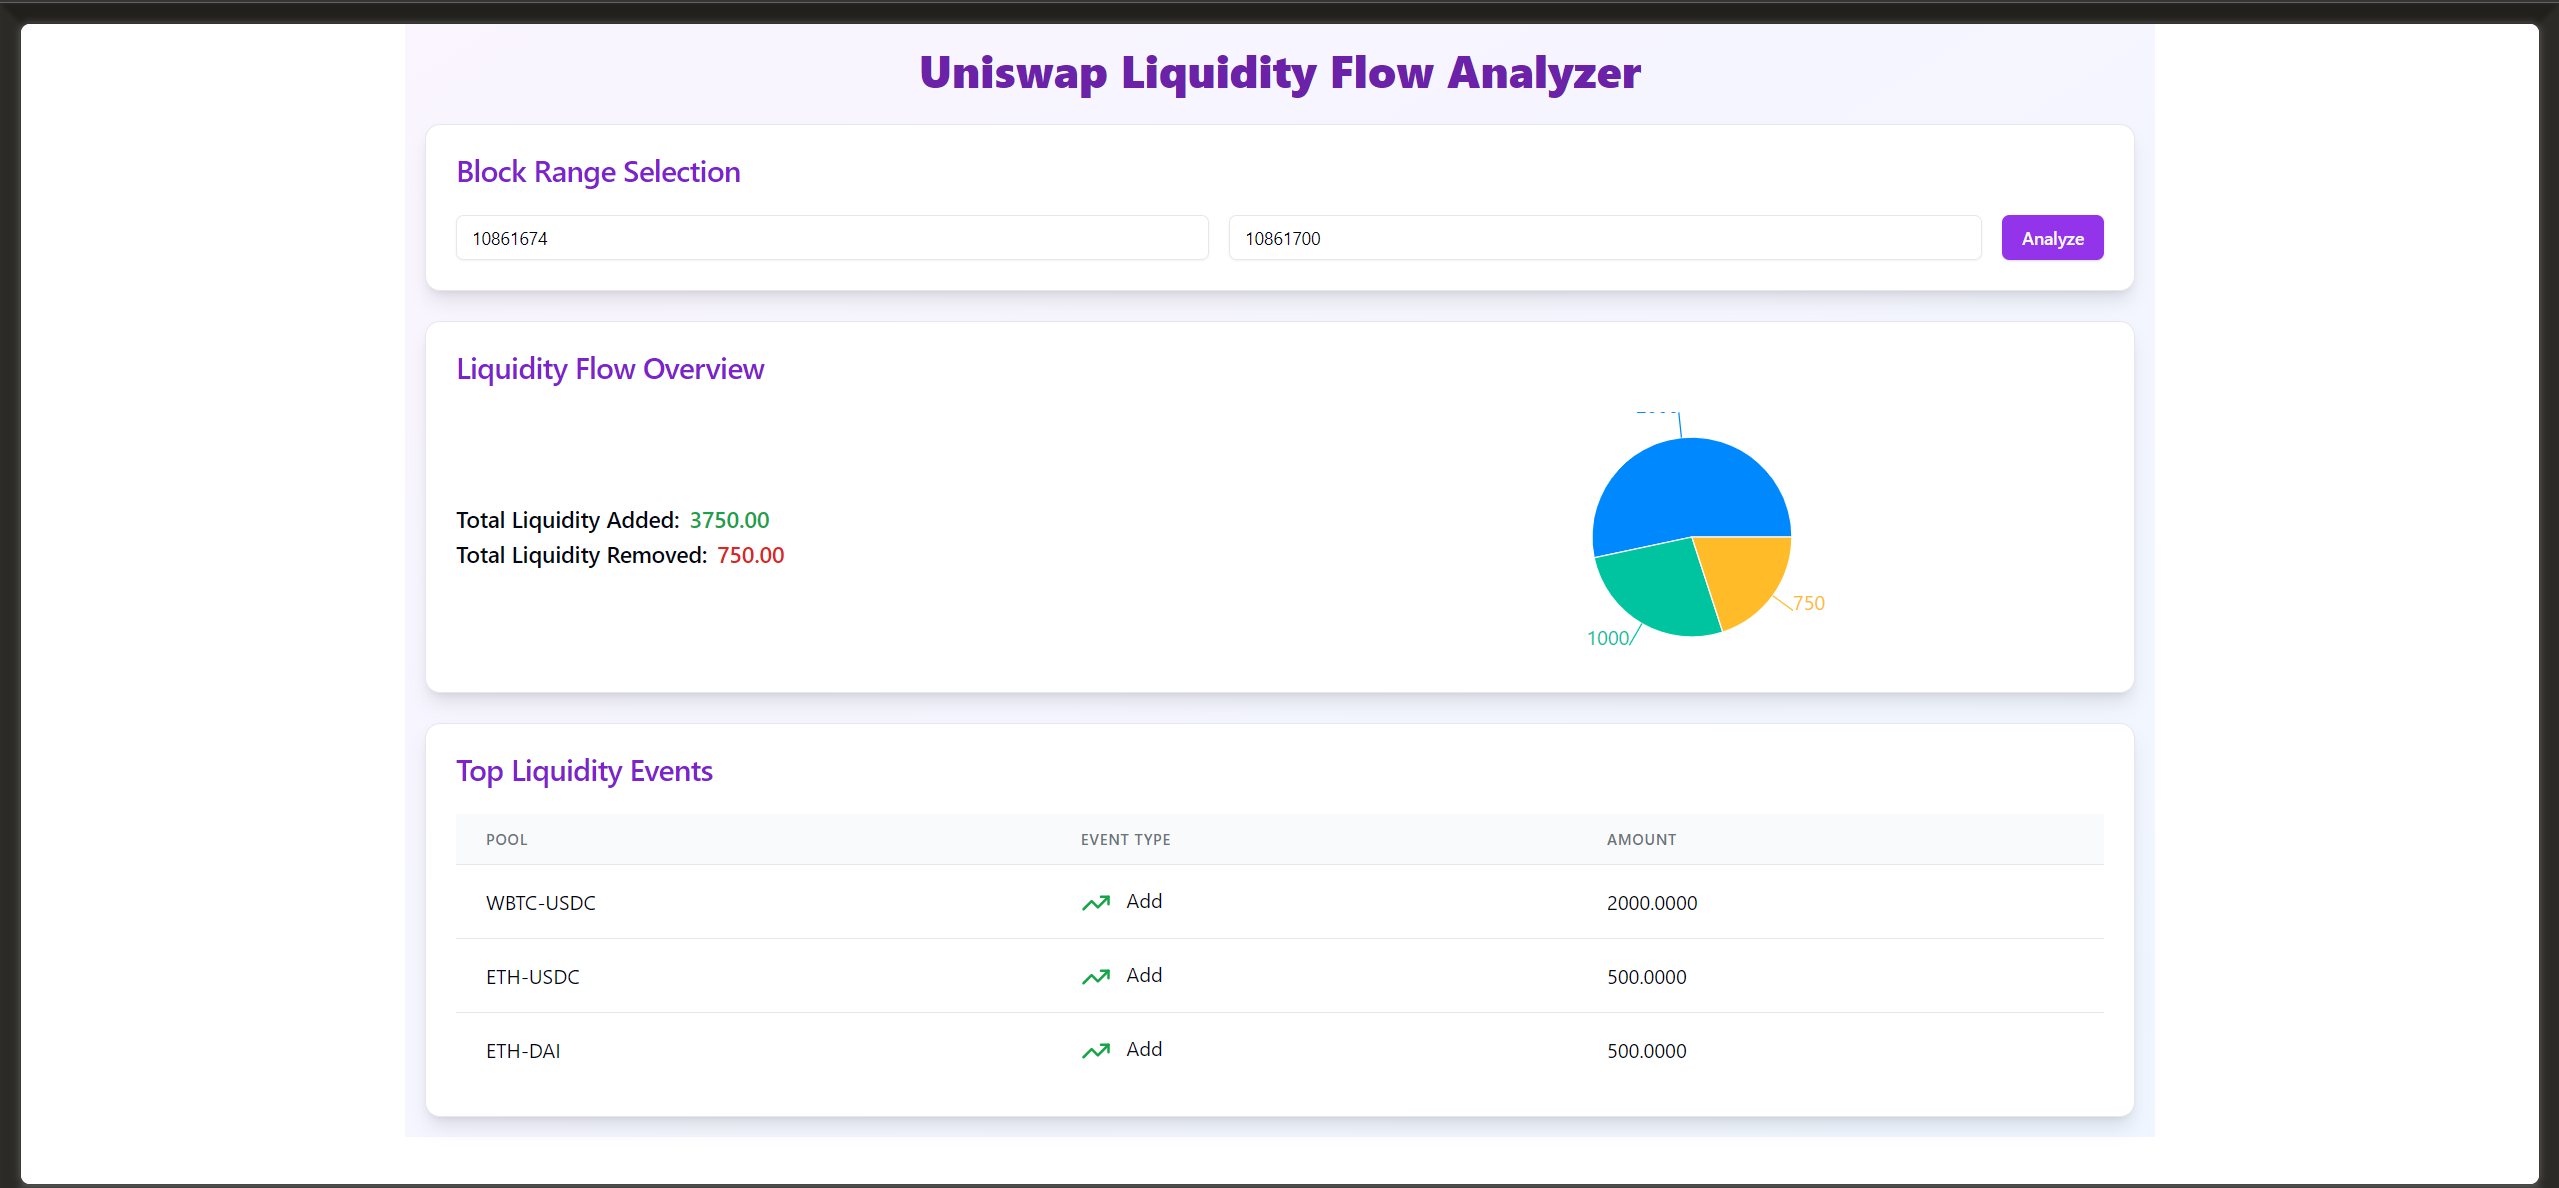 Uniswap Liquidity Flow Analyzer
Block Range Selection
10861674
10861700
Analyze
Liquidity Flow Overview
Total Liquidity Added: 3750.00
Total Liquidity Removed: 750.00
750
1000
Top Liquidity Events
POOL EVENT TYPE AMOUNT
WBTC-USDC Add 2000.0000
ETH-USDC Add 500.0000
ETH-DAI Add 500.0000